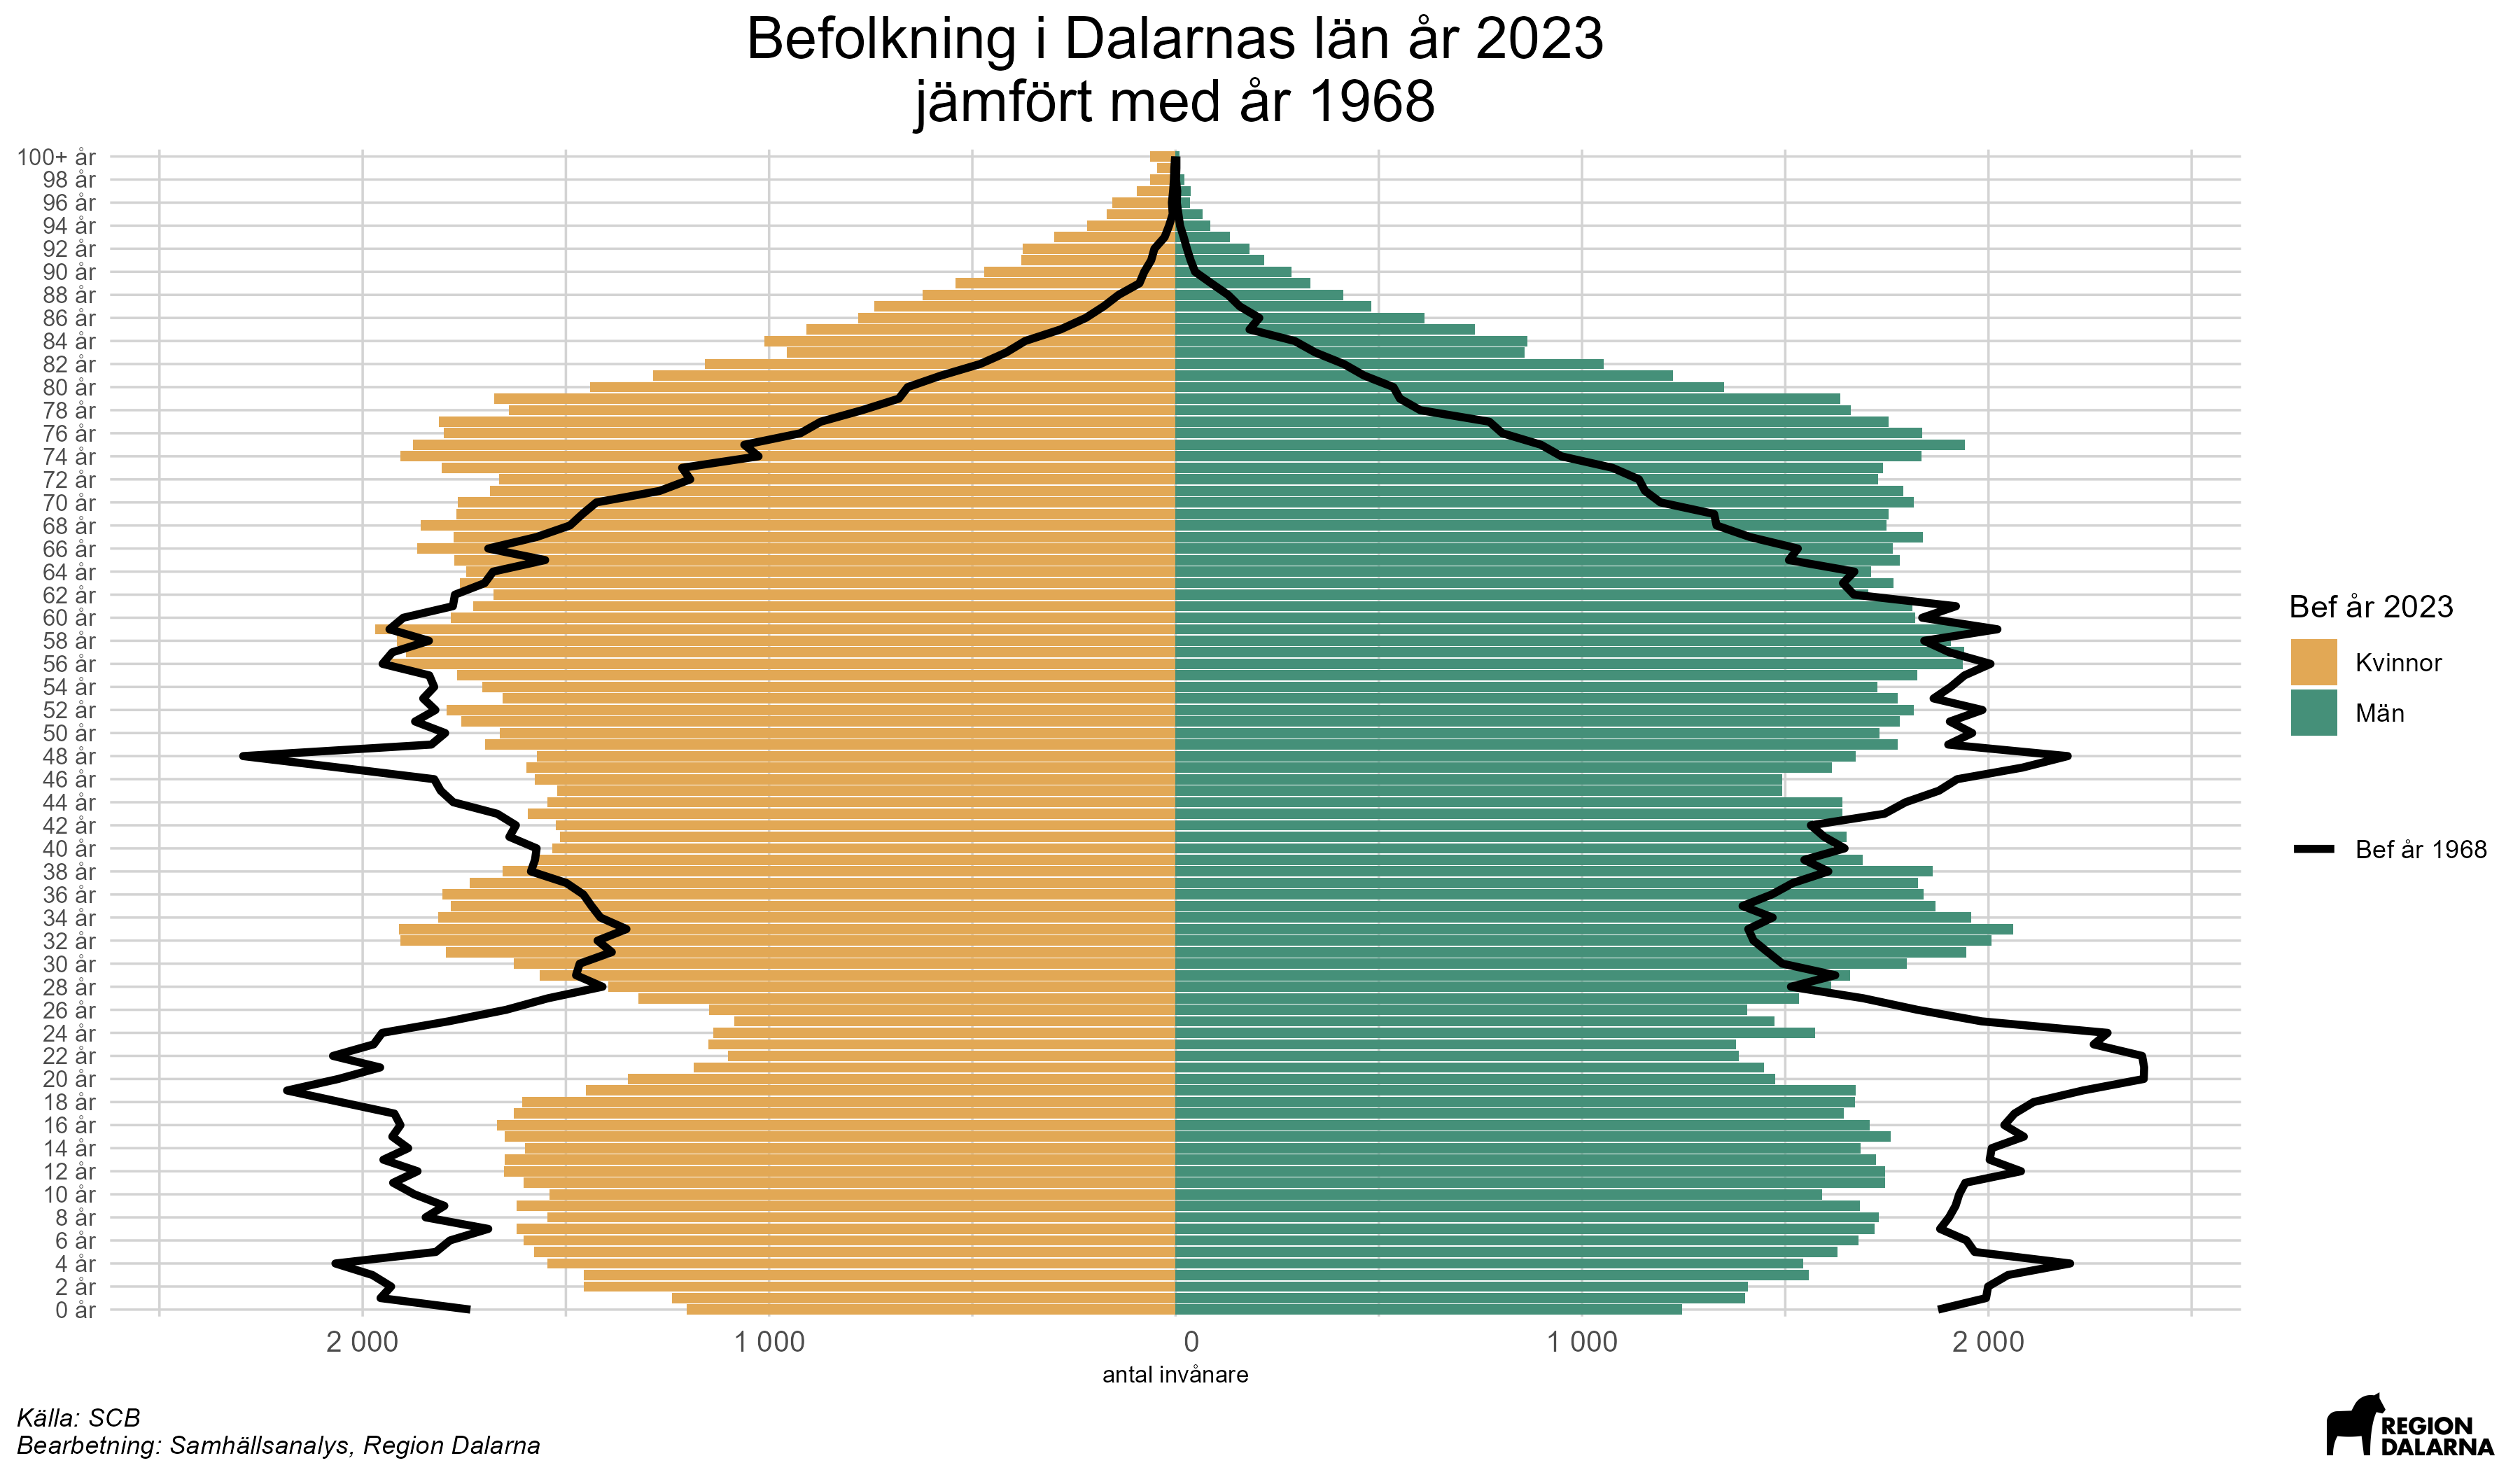 Befolkning i Dalarnas län år 2023
jämfört med år 1968
100+ år
98 år
96 år
94 år
92 år
90 år
88 år
86 år
84 år
82 år
80 år
78 år
76 år
74 år
72 år
70 år
68 år
66 år
64 år
62 år
60 år
58 år
56 år
54 år
52 år
50 år
48 år
46 år
44 år
42 år
40 år
38 år
36 år
34 år
32 år
30 år
28 år
26 år
24 år
22 år
20 år
18 år
16 år
14 år
12 år
10 år
8 år
6 år
4 år
2 år
0 år
2 000 1 000 0 1 000 2 000
antal invånare
Bef år 2023
Kvinnor
Män
Bef år 1968
Källa: SCB
Bearbetning: Samhällsanalys, Region Dalarna
REGION
DALARNA